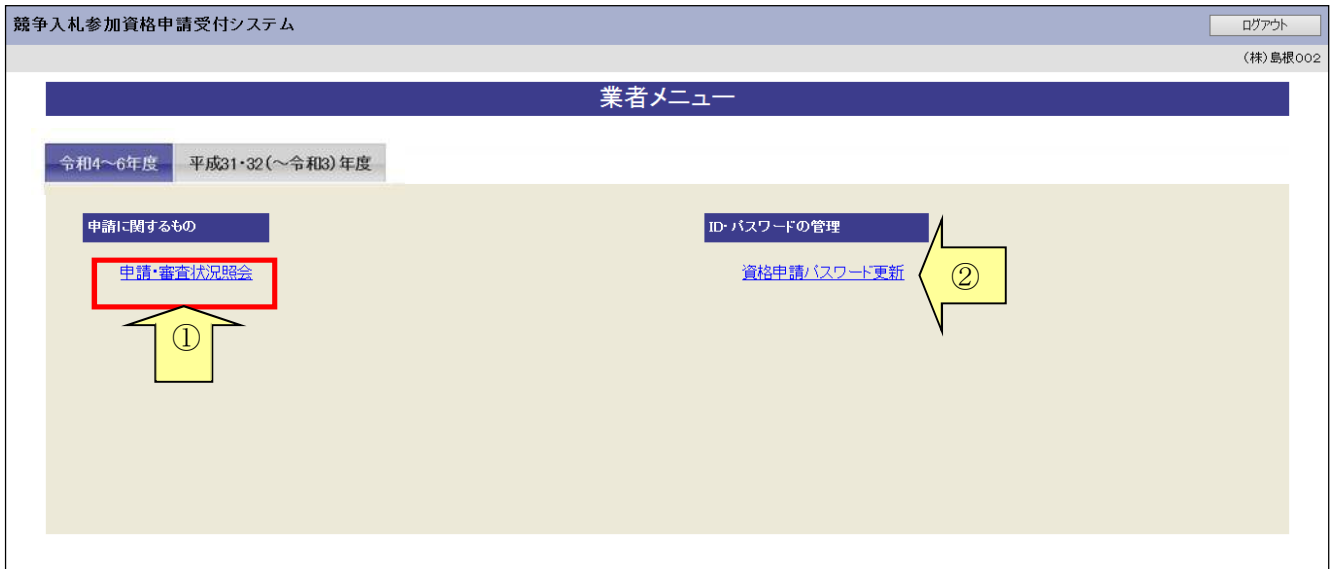 競争入札参加資格申請受付システム
ログアウト
(株)島根002
業者メニュー
令和4～6年度
平成31・32(～令和3)年度
申請に関するもの
ID・パスワードの管理
申請・審査状況照会
資格申請パスワード更新
②
①